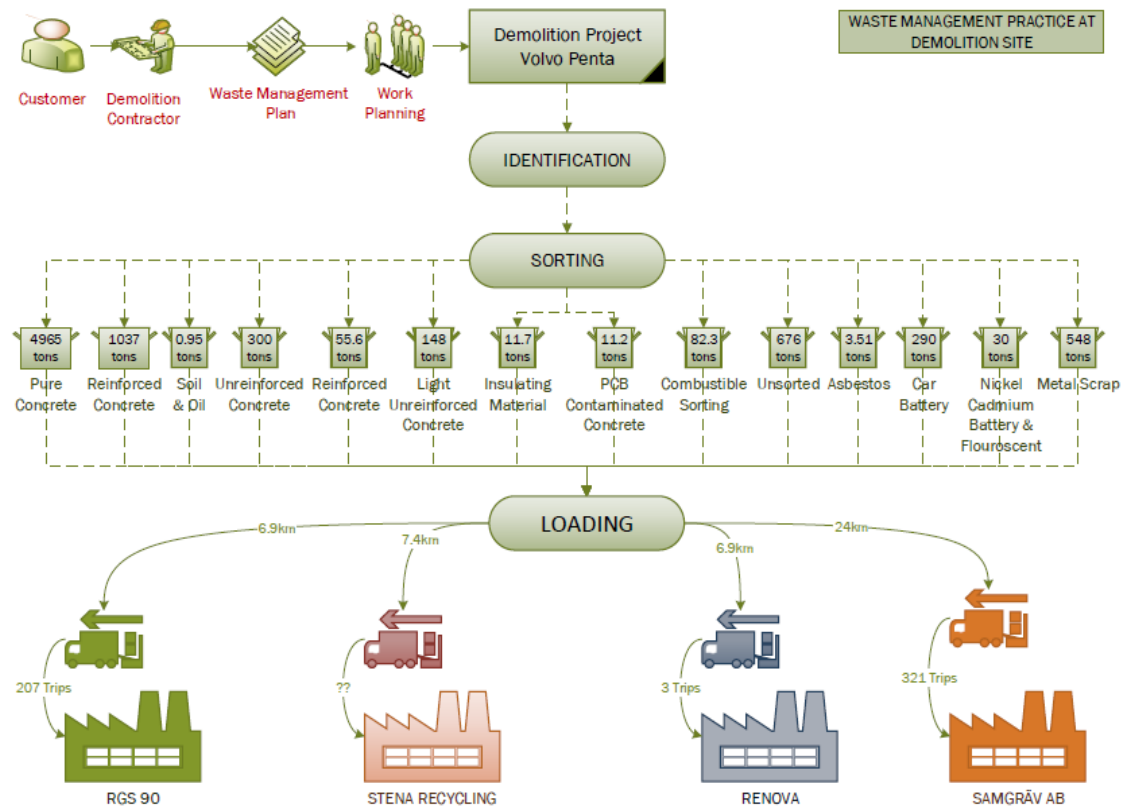 WASTE MANAGEMENT PRACTICE AT
DEMOLITION SITE
Demolition Project
Volvo Penta
Customer
Demolition
Contractor
Waste Management
Plan
Work
Planning
IDENTIFICATION
SORTING
4965
tons
Pure
Concrete
1037
tons
Reinforced
Concrete
0.95
tons
Soil
& Oil
300
tons
Unreinforced
Concrete
55.6
tons
Reinforced
Concrete
148
tons
Light
Unreinforced
Concrete
11.7
tons
Insulating
Material
11.2
tons
PCB
Contaminated
Concrete
82.3
tons
Combustible
Sorting
676
tons
Unsorted
3.51
tons
Asbestos
290
tons
Car
Battery
30
tons
Nickel
Cadmium
Battery &
Flouroscent
548
tons
Metal Scrap
LOADING
6.9km
7.4km
6.9km
24km
207 Trips
??
3 Trips
321 Trips
RGS 90
STENA RECYCLING
RENOVA
SAMGRÄV AB